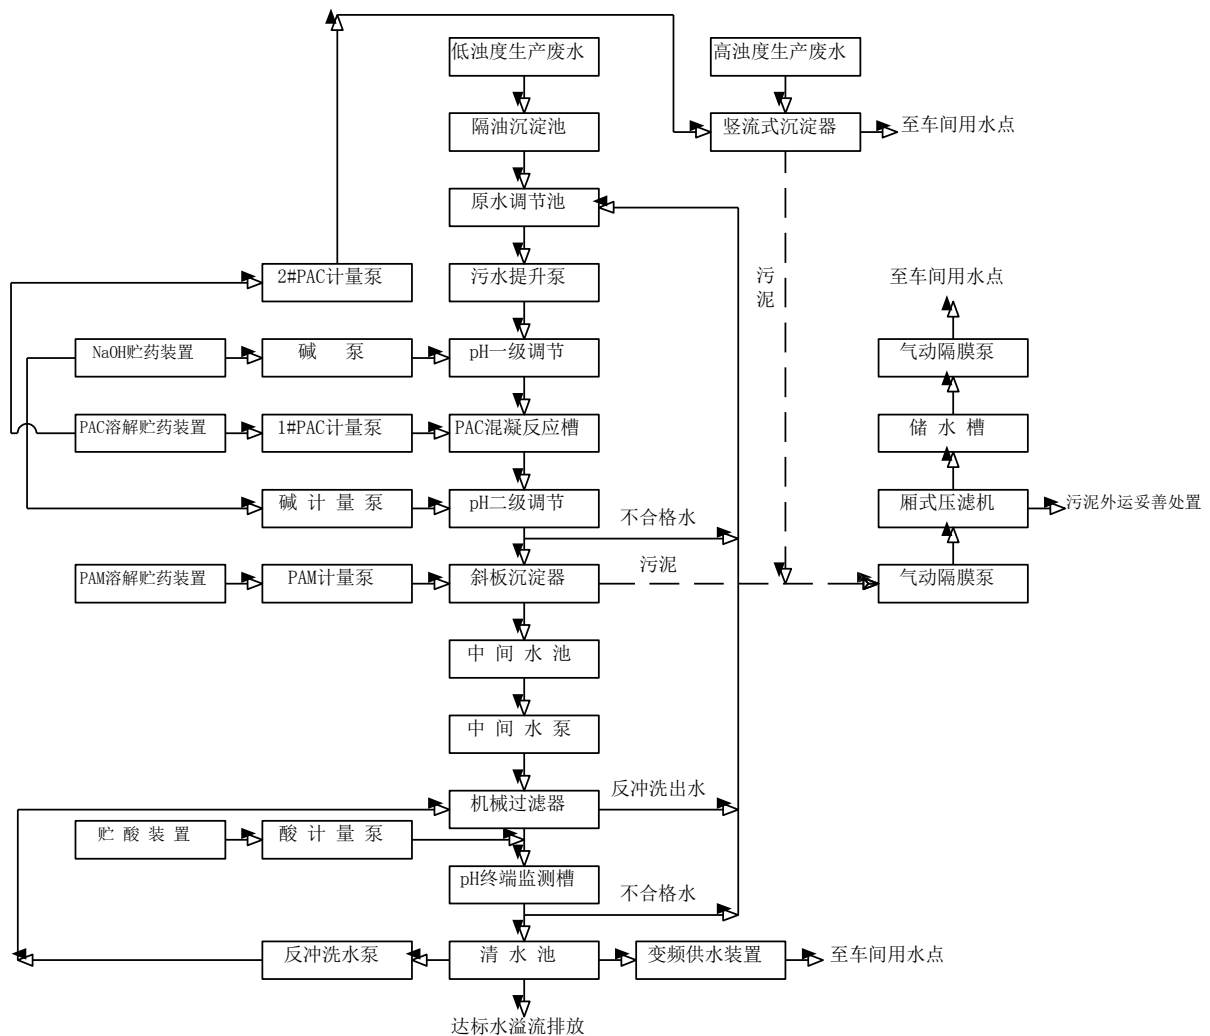 低浊度生产废水
高浊度生产废水
隔油沉淀池
竖流式沉淀器
至车间用水点
原水调节池
2#PAC计量泵
污水提升泵
污
泥
至车间用水点
NaOH贮药装置
碱 泵
pH一级调节
气动隔膜泵
PAC溶解贮药装置
1#PAC计量泵
PAC混凝反应槽
储 水 槽
碱 计 量 泵
pH二级调节
不合格水
厢式压滤机
污泥外运妥善处置
PAM溶解贮药装置
PAM计量泵
斜板沉淀器
污泥
气动隔膜泵
中 间 水 池
中 间 水 泵
机械过滤器
反冲洗出水
贮 酸 装 置
酸 计 量 泵
pH终端监测槽
不合格水
反冲洗水泵
清 水 池
变频供水装置
至车间用水点
达标水溢流排放